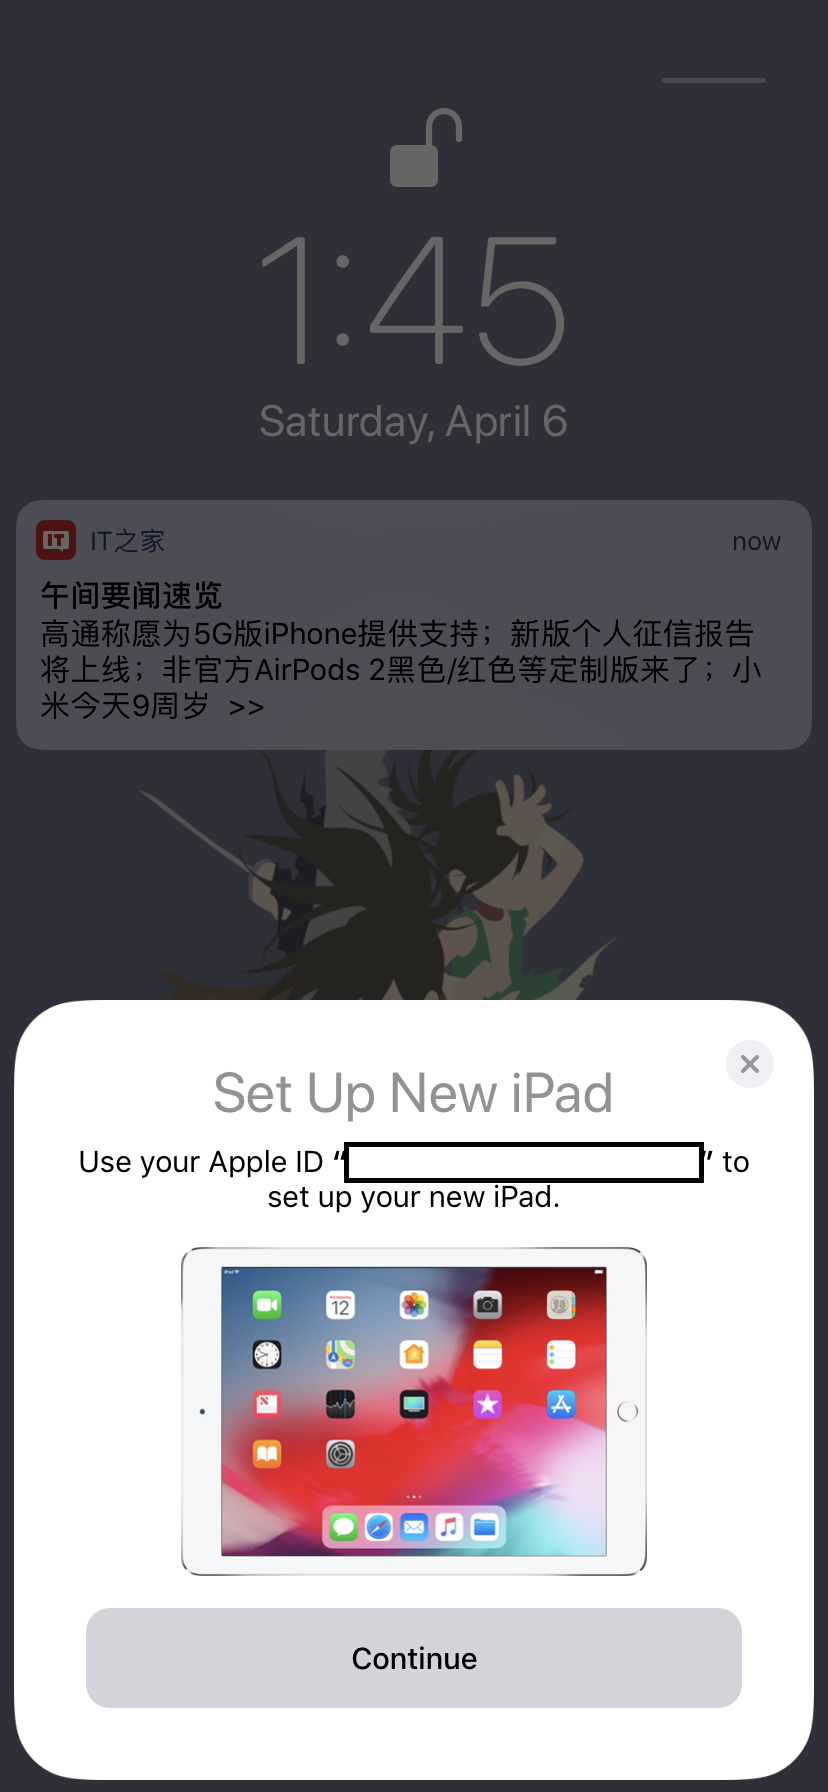 1:45
Saturday, April 6
IT
IT之家
now
午间要闻速览
高通称愿为5G版iPhone提供支持；新版个人征信报告
将上线；非官方AirPods 2黑色/红色等定制版来了；小
米今天9周岁 >>
Set Up New iPad
Use your Apple ID “ ” to
set up your new iPad.
iPad
Wednesday
12
Continue